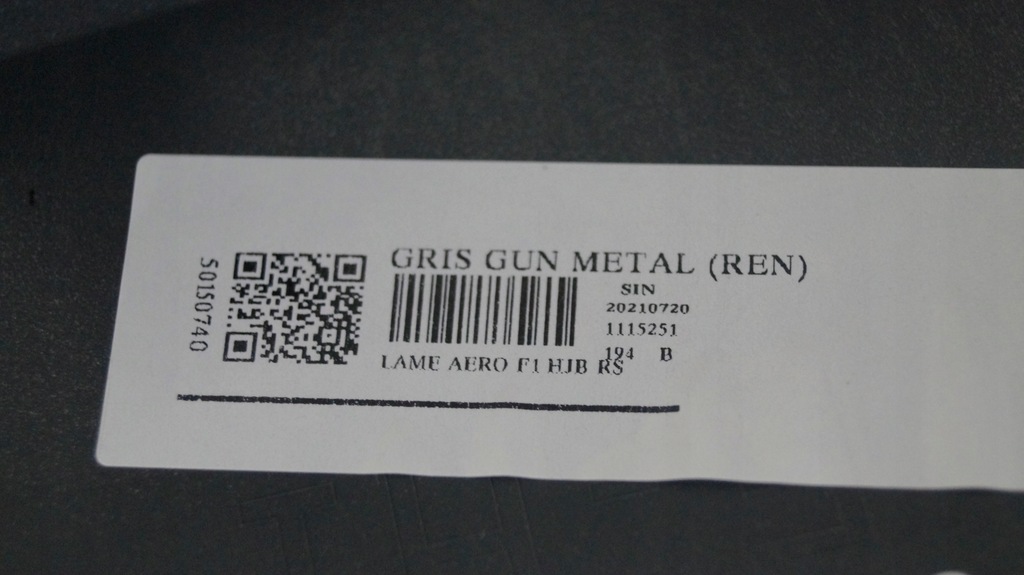 GRIS GUN METAL (REN)
SIN
20210720
1115251
194 B
LAME AERO F1 HJB RS
S0150740